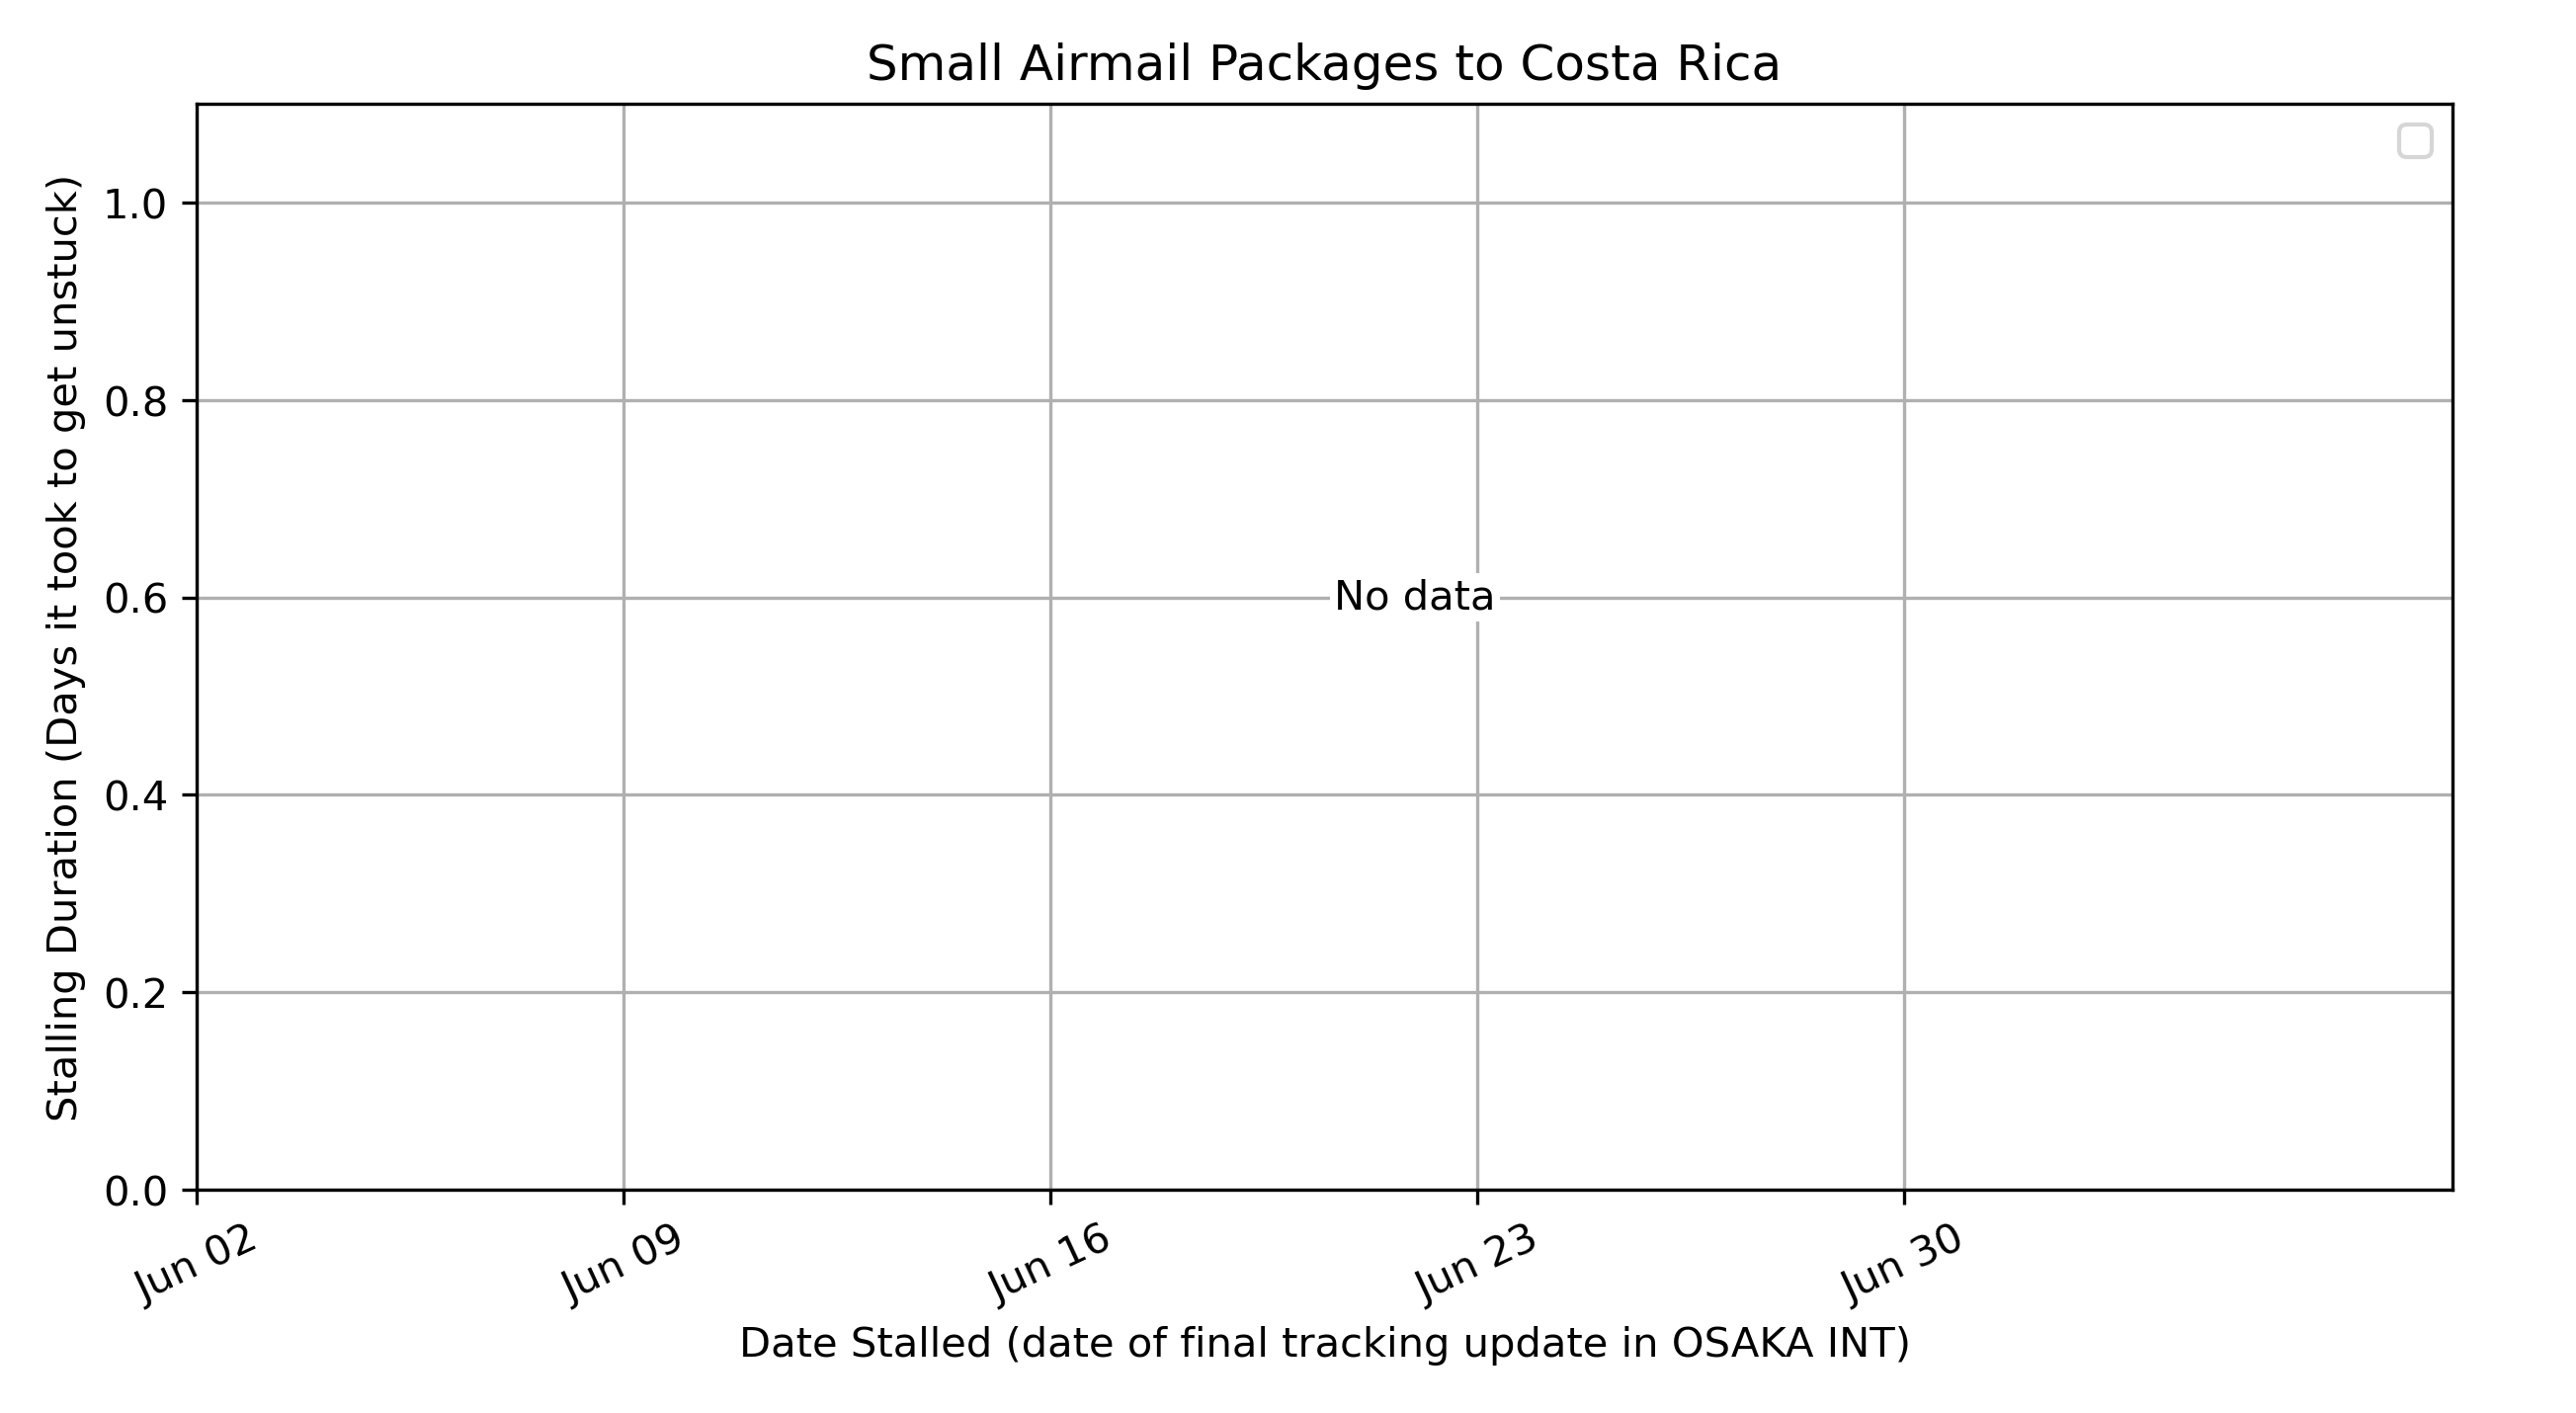 Small Airmail Packages to Costa Rica
Stalling Duration (Days it took to get unstuck)
1.0
0.8
0.6
0.4
0.2
0.0
No data
Jun 02
Jun 09
Jun 16
Jun 23
Jun 30
Date Stalled (date of final tracking update in OSAKA INT)